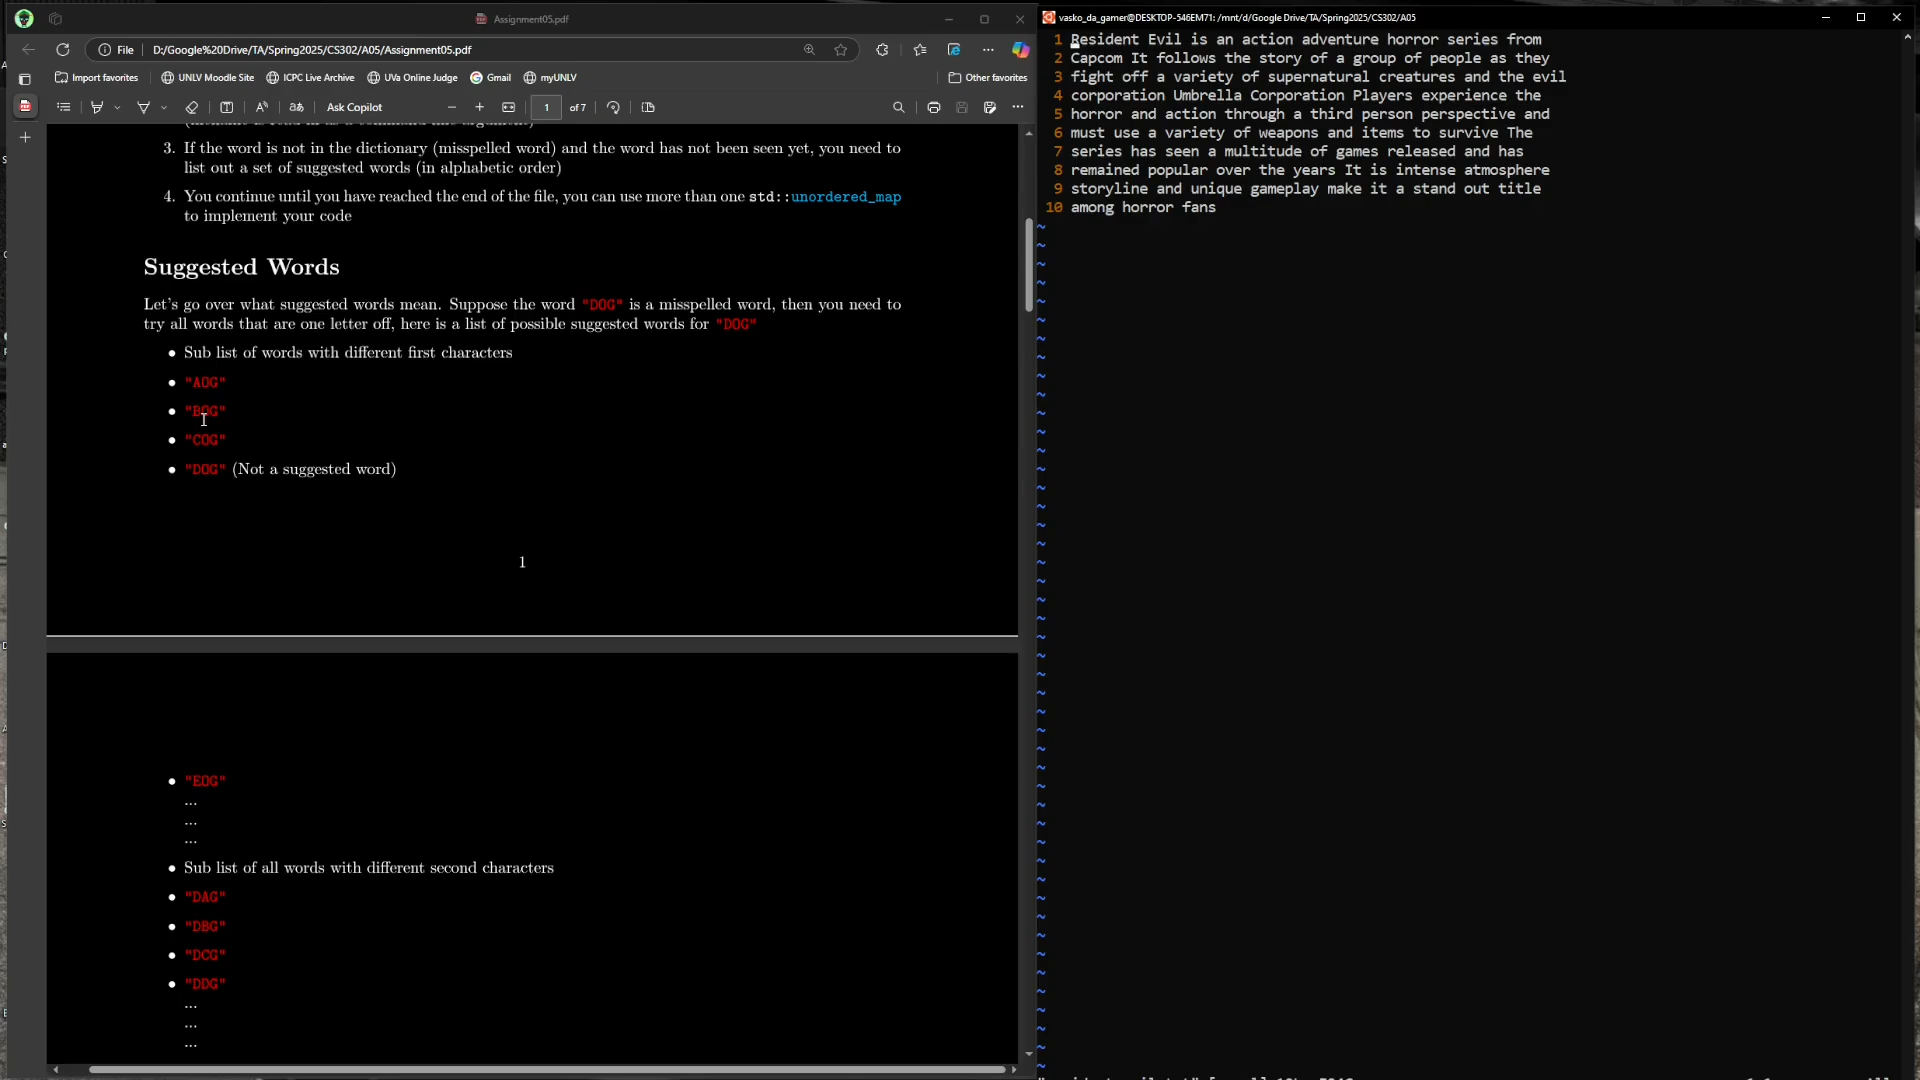 Assignment05.pdf
File
D:/Google%20Drive/TA/Spring2025/CS302/A05/Assignment05.pdf
Import favorites
UNLV Moodle Site
ICPC Live Archive
UVa Online Judge
Gmail
myUNLV
Other favorites
Ask Copilot
1 of 7
3. If the word is not in the dictionary (misspelled word) and the word has not been seen yet, you need to
list out a set of suggested words (in alphabetic order)
4. You continue until you have reached the end of the file, you can use more than one std::unordered_map
to implement your code
Suggested Words
Let's go over what suggested words mean. Suppose the word "DOG" is a misspelled word, then you need to
try all words that are one letter off, here is a list of possible suggested words for "DOG"
• Sub list of words with different first characters
• "AOG"
• "BOG"
• "COG"
• "DOG" (Not a suggested word)
1
• "EOG"
...
...
...
• Sub list of all words with different second characters
• "DAG"
• "DBG"
• "DCG"
• "DDG"
...
...
...
vasko_da_gamer@DESKTOP-546EM71: /mnt/d/Google Drive/TA/Spring2025/CS302/A05
1 Resident Evil is an action adventure horror series from
2 Capcom It follows the story of a group of people as they
3 fight off a variety of supernatural creatures and the evil
4 corporation Umbrella Corporation Players experience the
5 horror and action through a third person perspective and
6 must use a variety of weapons and items to survive The
7 series has seen a multitude of games released and has
8 remained popular over the years It is intense atmosphere
9 storyline and unique gameplay make it a stand out title
10 among horror fans